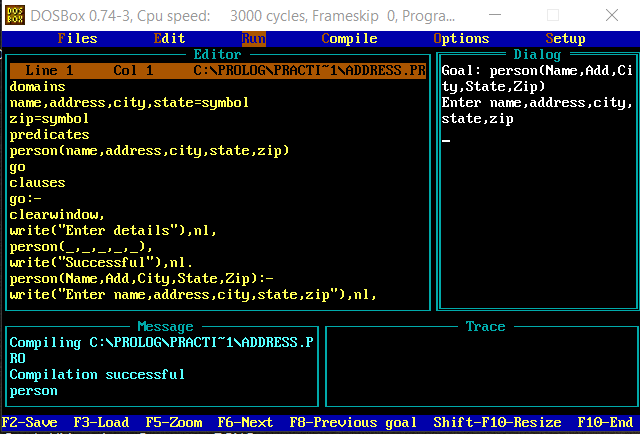 DOS
BOX
DOSBox 0.74-3, Cpu speed: 3000 cycles, Frameskip 0, Progra...
Files Edit Run Compile Options Setup
Editor
Line 1 Col 1 C:\PROLOG\PRACTI~1\ADDRESS.PR
domains
name,address,city,state=symbol
zip=symbol
predicates
person(name,address,city,state,zip)
go
clauses
go:-
clearwindow,
write("Enter details"),nl,
person(_,_,_,_,_),
write("Successful"),nl.
person(Name,Add,City,State,Zip):-
write("Enter name,address,city,state,zip"),nl,
Dialog
Goal: person(Name,Add,Ci
ty,State,Zip)
Enter name,address,city,
state,zip
_
Message
Compiling C:\PROLOG\PRACTI~1\ADDRESS.P
RO
Compilation successful
person
Trace
F2-Save F3-Load F5-Zoom F6-Next F8-Previous goal Shift-F10-Resize F10-End